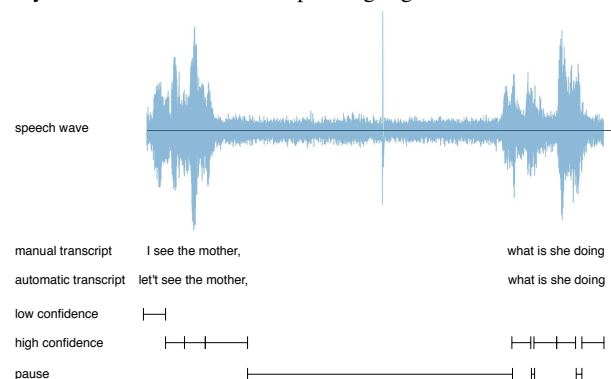 speech wave
manual transcript I see the mother, what is she doing
automatic transcript let't see the mother, what is she doing
low confidence
high confidence
pause